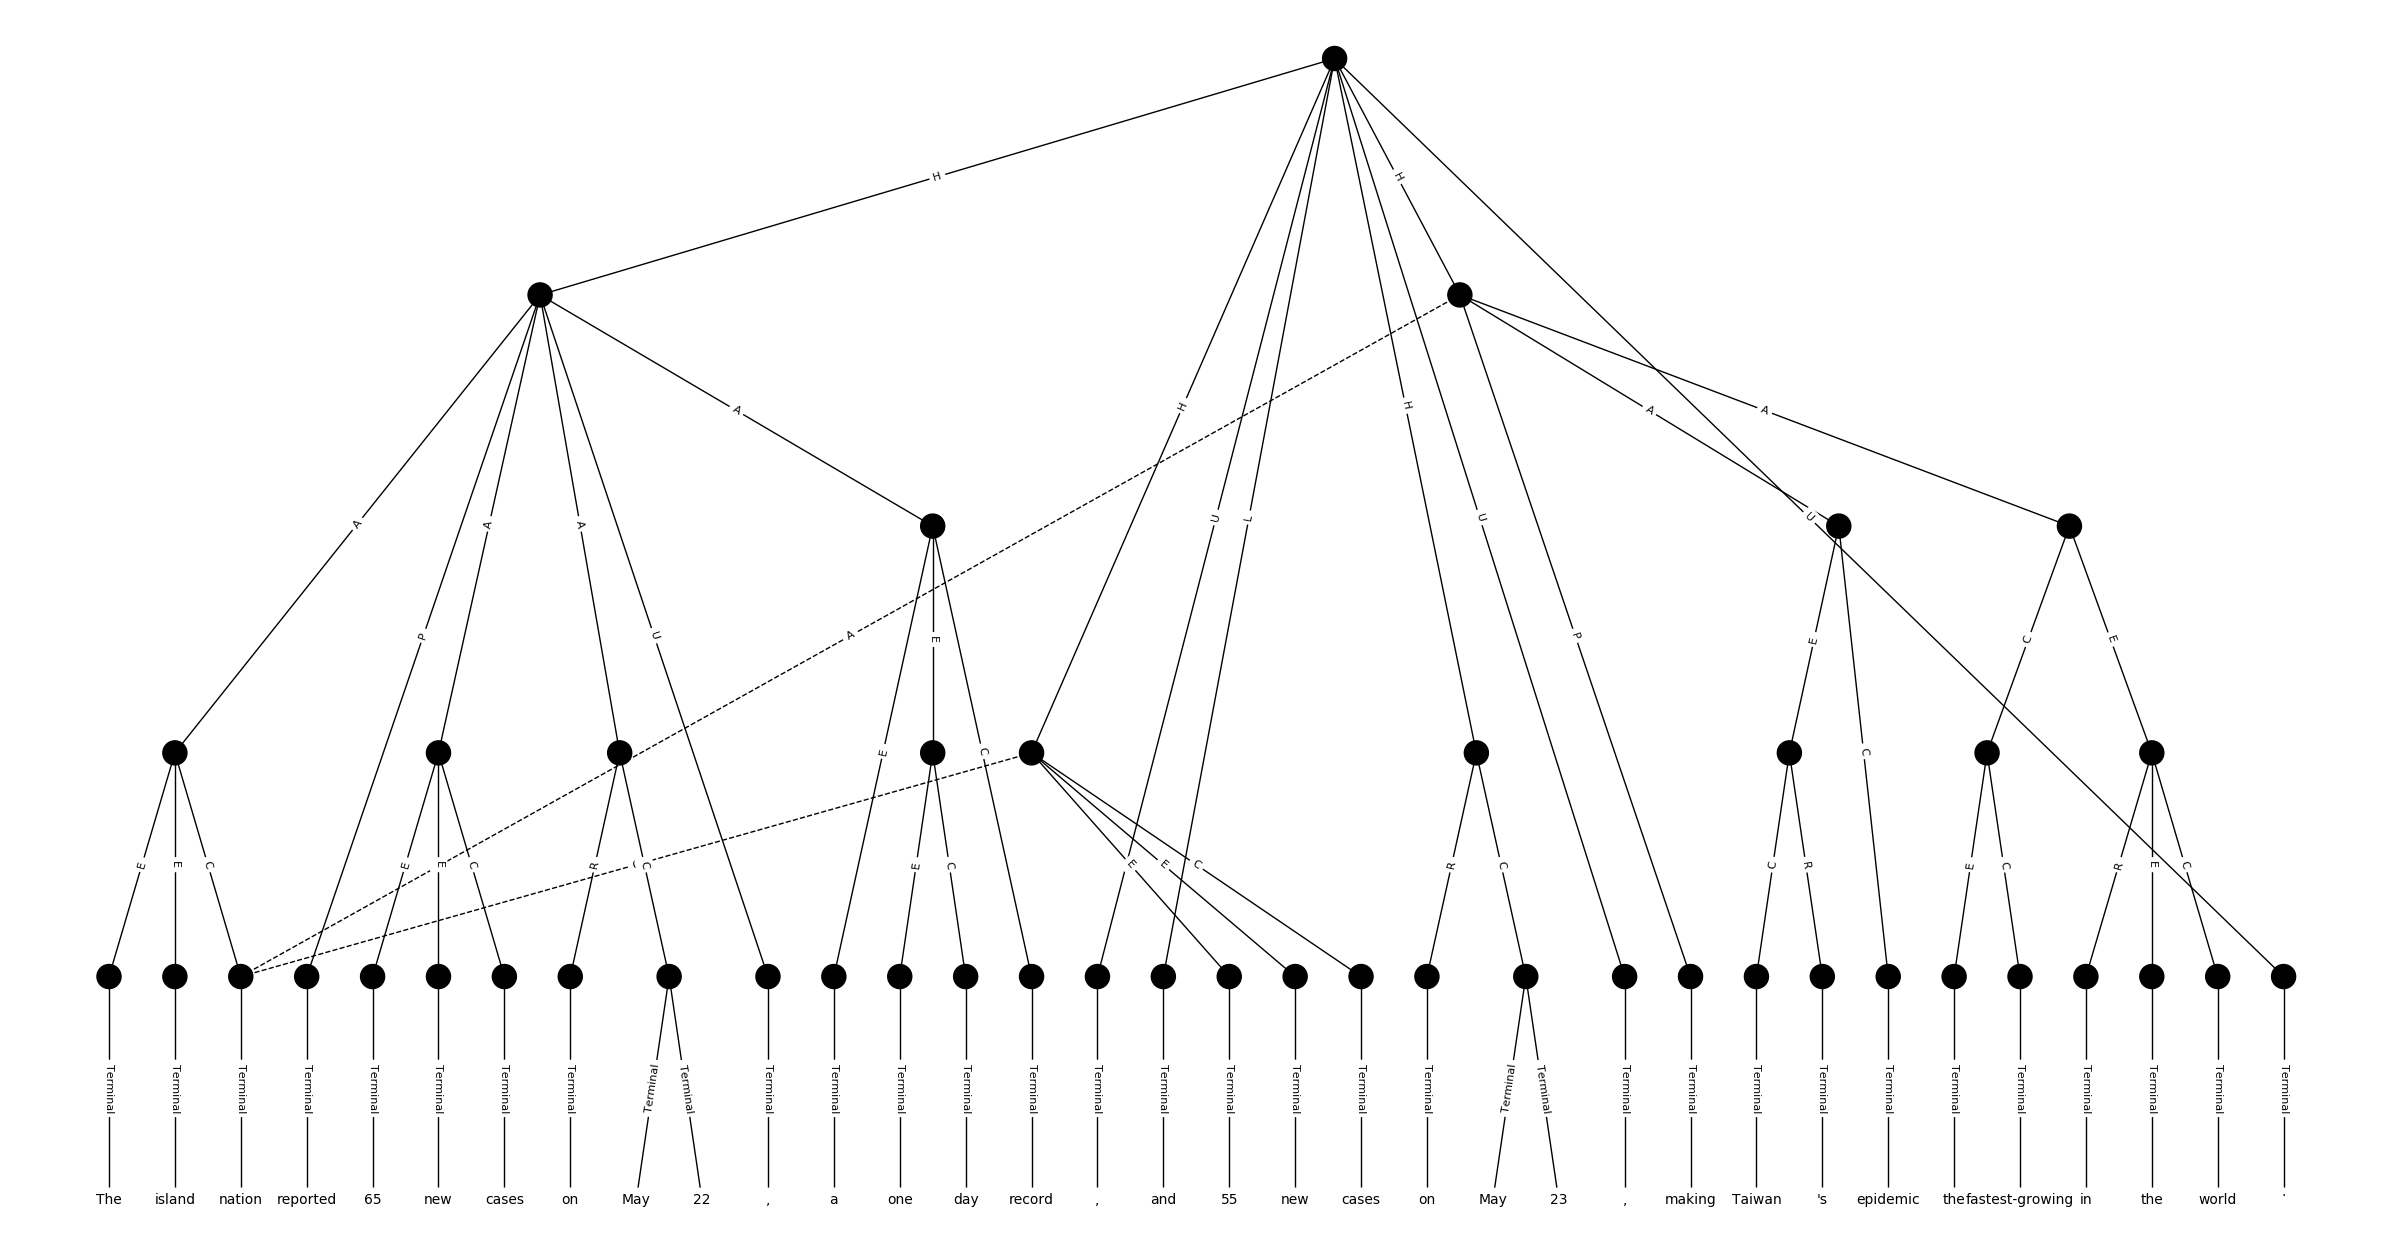 H
H
H
A
A
A
H
U
L
H
U
U
A
A
A
A
P
U
A
E
P
E
C
E
E
C
C
E
E
C
E
E
C
R
C
E
C
E
E
C
R
C
C
R
E
C
R
E
C
Terminal Terminal Terminal Terminal Terminal Terminal Terminal Terminal Terminal Terminal Terminal Terminal Terminal Terminal Terminal Terminal Terminal Terminal Terminal Terminal Terminal Terminal Terminal Terminal Terminal Terminal Terminal Terminal Terminal Terminal Terminal Terminal Terminal Terminal
The island nation reported 65 new cases on May 22 , a one day record , and 55 new cases on May 23 , making Taiwan 's epidemic the fastest-growing in the world .